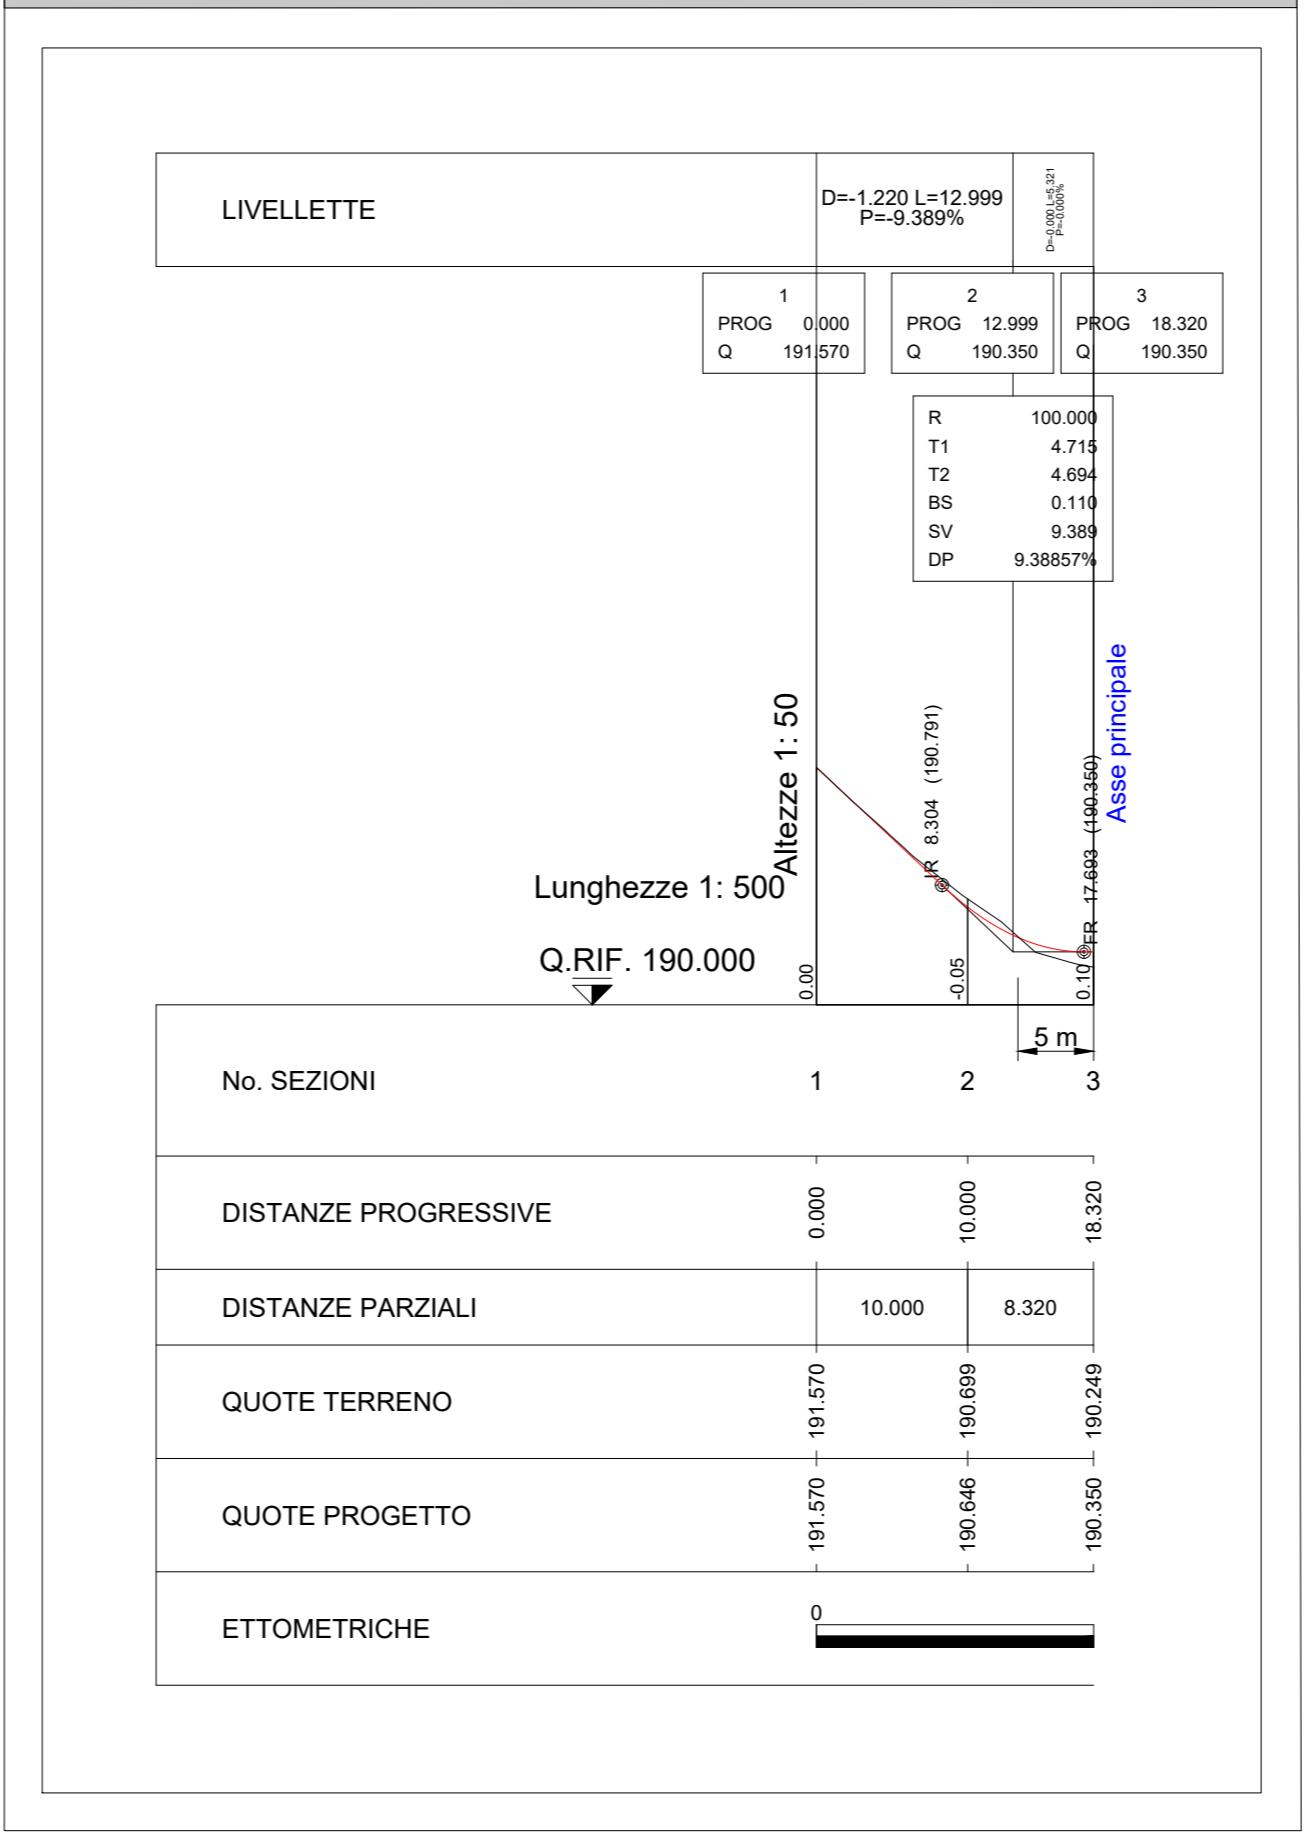 LIVELLETTE
D=-1.220 L=12.999
P=-9.389%
D=-0.000 L=5.321
P=-0.000%
1
PROG 0.000
Q 191.570
2
PROG 12.999
Q 190.350
3
PROG 18.320
Q 190.350
R 100.000
T1 4.715
T2 4.694
BS 0.110
SV 9.389
DP 9.38857%
Asse principale
Altezze 1: 50
IR 8.304 (190.791)
FR 17.693 (190.350)
Lunghezze 1: 500
Q.RIF. 190.000
0.00
-0.05
0.10
5 m
No. SEZIONI 1 2 3
DISTANZE PROGRESSIVE 0.000 10.000 18.320
DISTANZE PARZIALI 10.000 8.320
QUOTE TERRENO 191.570 190.699 190.249
QUOTE PROGETTO 191.570 190.646 190.350
0
ETTOMETRICHE